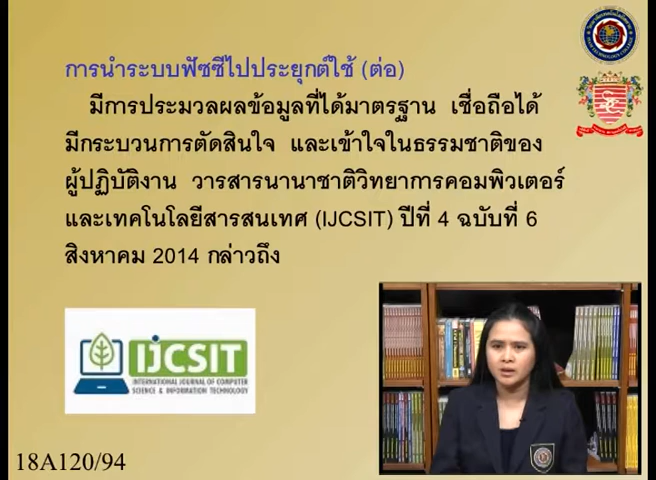 การนำระบบฟัซซีไปประยุกต์ใช้ (ต่อ)
มีการประมวลผลข้อมูลที่ได้มาตรฐาน เชื่อถือได้
มีกระบวนการตัดสินใจ และเข้าใจในธรรมชาติของ
ผู้ปฏิบัติงาน วารสารนานาชาติวิทยาการคอมพิวเตอร์
และเทคโนโลยีสารสนเทศ (IJCSIT) ปีที่ 4 ฉบับที่ 6
สิงหาคม 2014 กล่าวถึง
IJCSIT
INTERNATIONAL JOURNAL OF COMPUTER
SCIENCE & INFORMATION TECHNOLOGY
18A120/94